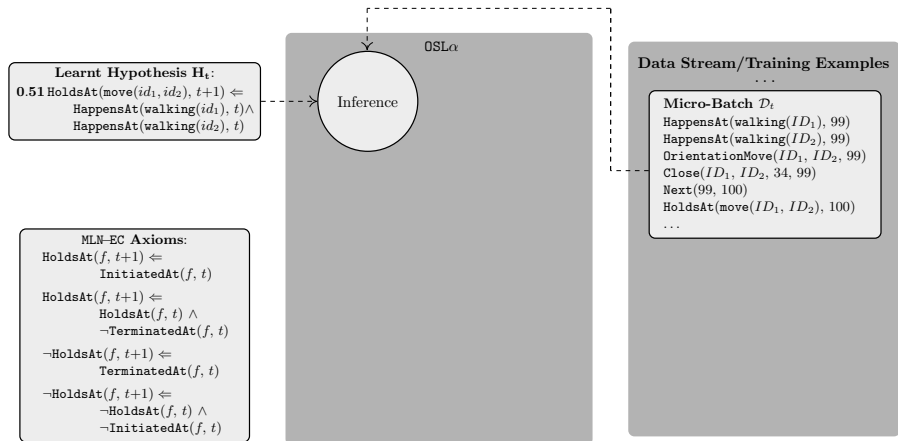 OSLα
Learnt Hypothesis Hₜ:
0.51 HoldsAt(move(id₁, id₂), t+1) ⇐
HappensAt(walking(id₁), t)∧
HappensAt(walking(id₂), t)
Inference
MLN–EC Axioms:
HoldsAt(f, t+1) ⇐
InitiatedAt(f, t)
HoldsAt(f, t+1) ⇐
HoldsAt(f, t) ∧
¬TerminatedAt(f, t)
¬HoldsAt(f, t+1) ⇐
TerminatedAt(f, t)
¬HoldsAt(f, t+1) ⇐
¬HoldsAt(f, t) ∧
¬InitiatedAt(f, t)
Data Stream/Training Examples
...
Micro-Batch 𝒟ₜ
HappensAt(walking(ID₁), 99)
HappensAt(walking(ID₂), 99)
OrientationMove(ID₁, ID₂, 99)
Close(ID₁, ID₂, 34, 99)
Next(99, 100)
HoldsAt(move(ID₁, ID₂), 100)
...